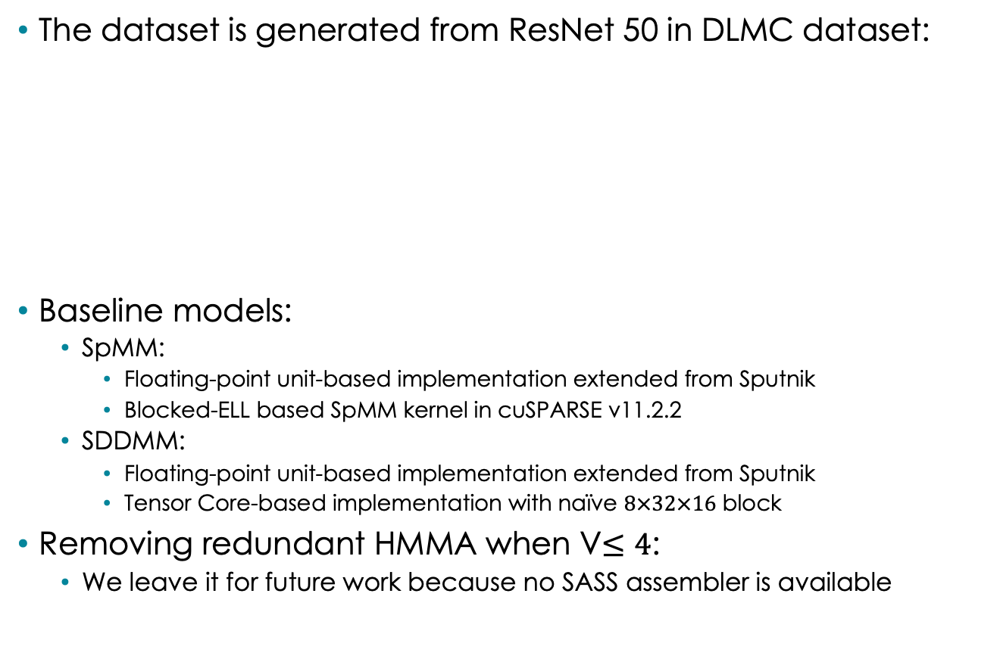 • The dataset is generated from ResNet 50 in DLMC dataset:
• Baseline models:
• SpMM:
• Floating-point unit-based implementation extended from Sputnik
• Blocked-ELL based SpMM kernel in cuSPARSE v11.2.2
• SDDMM:
• Floating-point unit-based implementation extended from Sputnik
• Tensor Core-based implementation with naïve 8×32×16 block
• Removing redundant HMMA when V≤ 4:
• We leave it for future work because no SASS assembler is available